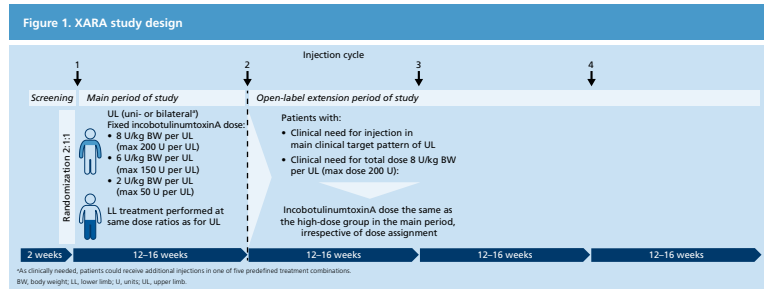 Figure 1. XARA study design
Injection cycle
1
2
3
4
Screening
Main period of study
Open-label extension period of study
Randomization 2:1:1
UL (uni- or bilateralᵃ)
Fixed incobotulinumtoxinA dose:
• 8 U/kg BW per UL
(max 200 U per UL)
• 6 U/kg BW per UL
(max 150 U per UL)
• 2 U/kg BW per UL
(max 50 U per UL)
LL treatment performed at
same dose ratios as for UL
Patients with:
• Clinical need for injection in
main clinical target pattern of UL
• Clinical need for total dose 8 U/kg BW
per UL (max dose 200 U):
IncobotulinumtoxinA dose the same as
the high-dose group in the main period,
irrespective of dose assignment
2 weeks
12–16 weeks
12–16 weeks
12–16 weeks
12–16 weeks
ᵃAs clinically needed, patients could receive additional injections in one of five predefined treatment combinations.
BW, body weight; LL, lower limb; U, units; UL, upper limb.